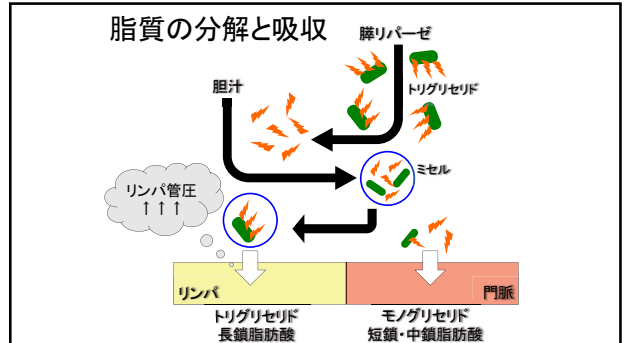 脂質の分解と吸収
膵リパーゼ
胆汁
トリグリセリド
ミセル
リンパ管圧
↑↑↑
リンパ
門脈
トリグリセリド
長鎖脂肪酸
モノグリセリド
短鎖・中鎖脂肪酸